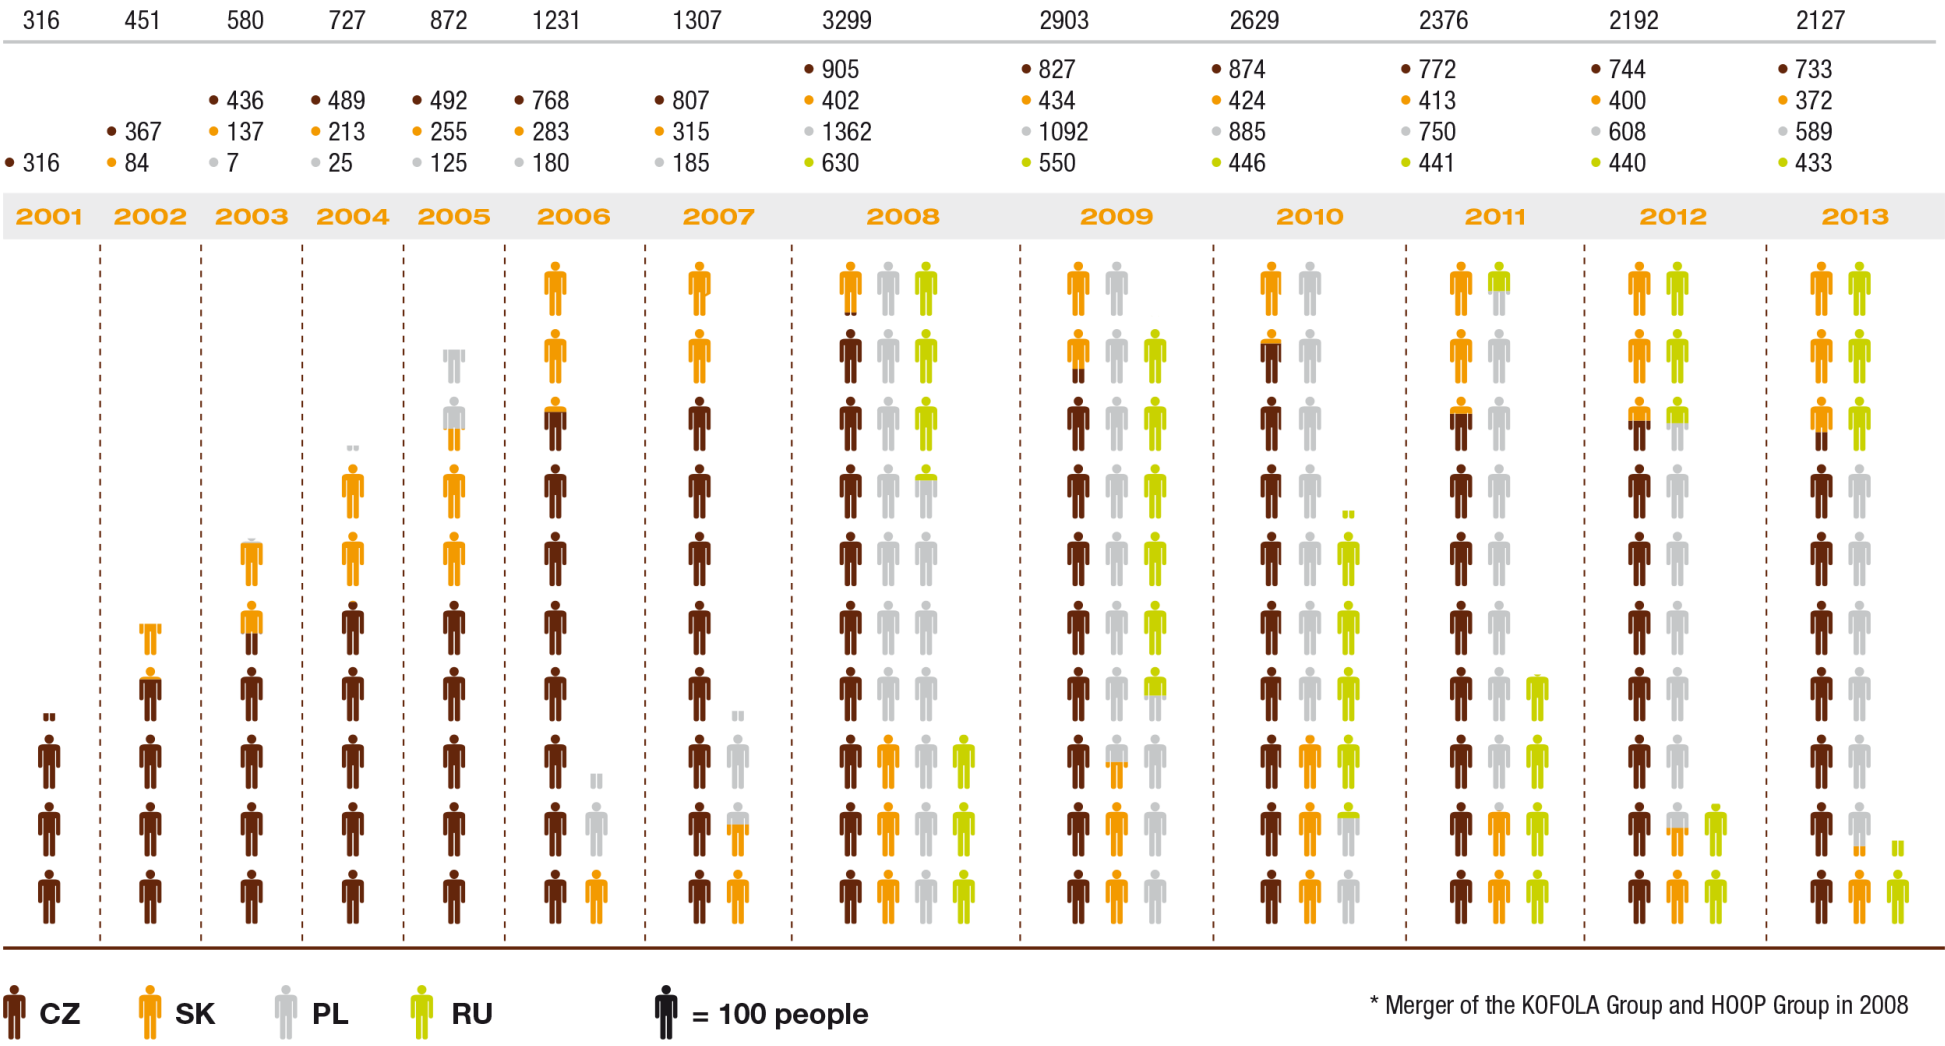 316 451 580 727 872 1231 1307 3299 2903 2629 2376 2192 2127
905 827 874 772 744 733
436 489 492 768 807 402 434 424 413 400 372
367 137 213 255 283 315 1362 1092 885 750 608 589
316 84 7 25 125 180 185 630 550 446 441 440 433
2001 2002 2003 2004 2005 2006 2007 2008 2009 2010 2011 2012 2013
CZ SK PL RU = 100 people * Merger of the KOFOLA Group and HOOP Group in 2008